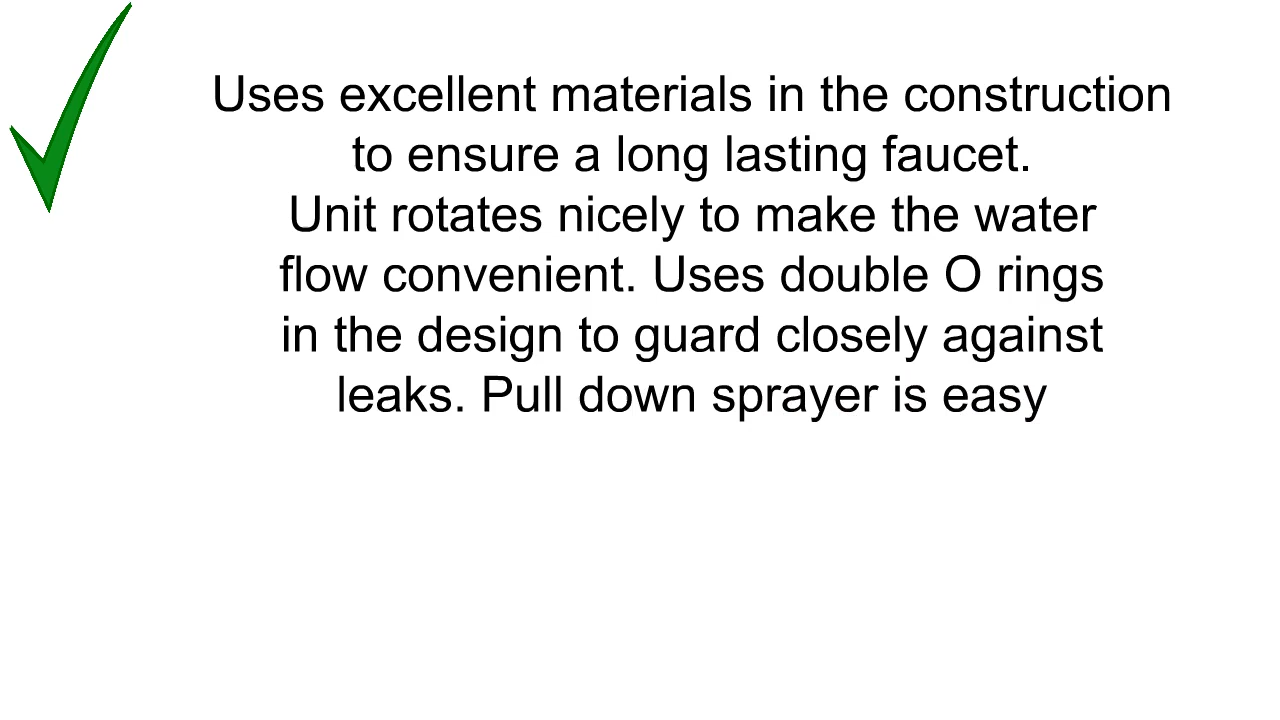 Uses excellent materials in the construction
to ensure a long lasting faucet.
Unit rotates nicely to make the water
flow convenient. Uses double O rings
in the design to guard closely against
leaks. Pull down sprayer is easy